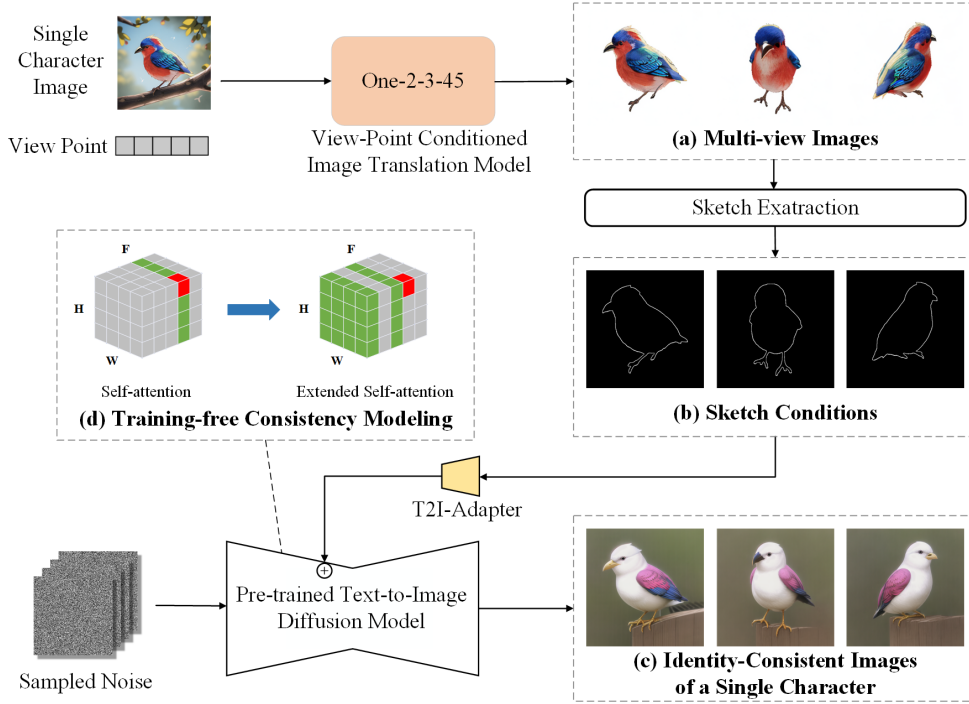 Single
Character
Image
View Point
One-2-3-45
View-Point Conditioned
Image Translation Model
(a) Multi-view Images
Sketch Exatraction
(b) Sketch Conditions
F
H
W
Self-attention
F
H
W
Extended Self-attention
(d) Training-free Consistency Modeling
T2I-Adapter
Sampled Noise
+
Pre-trained Text-to-Image
Diffusion Model
(c) Identity-Consistent Images
of a Single Character